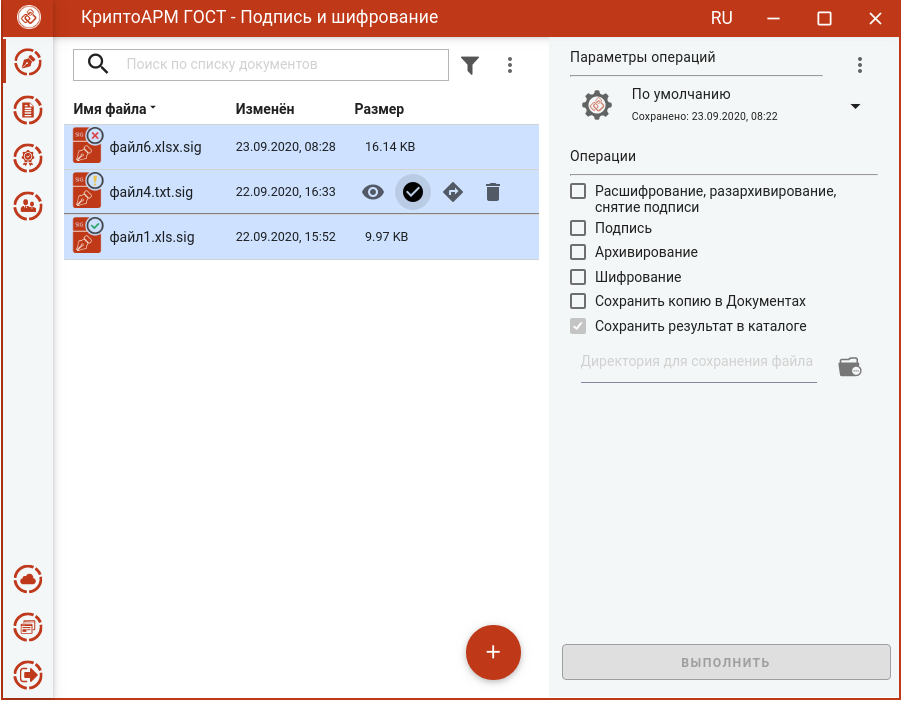 КриптоАРМ ГОСТ - Подпись и шифрование
RU
Поиск по списку документов
Имя файла
Изменён
Размер
SIG
файл6.xlsx.sig
23.09.2020, 08:28
16.14 KB
SIG
файл4.txt.sig
22.09.2020, 16:33
SIG
файл1.xls.sig
22.09.2020, 15:52
9.97 KB
Параметры операций
По умолчанию
Сохранено: 23.09.2020, 08:22
Операции
Расшифрование, разархивирование,
снятие подписи
Подпись
Архивирование
Шифрование
Сохранить копию в Документах
Сохранить результат в каталоге
Директория для сохранения файла
ВЫПОЛНИТЬ